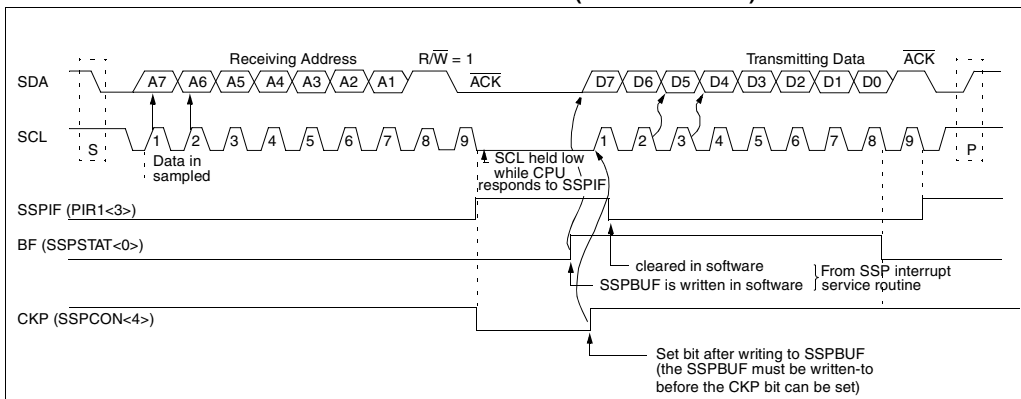 Receiving Address R/W = 1 Transmitting Data ACK
SDA A7 A6 A5 A4 A3 A2 A1 ACK D7 D6 D5 D4 D3 D2 D1 D0
SCL S 1 2 3 4 5 6 7 8 9 1 2 3 4 5 6 7 8 9 P
Data in
sampled
SCL held low
while CPU
responds to SSPIF
SSPIF (PIR1<3>)
BF (SSPSTAT<0>)
cleared in software
SSPBUF is written in software
From SSP interrupt
service routine
CKP (SSPCON<4>)
Set bit after writing to SSPBUF
(the SSPBUF must be written-to
before the CKP bit can be set)